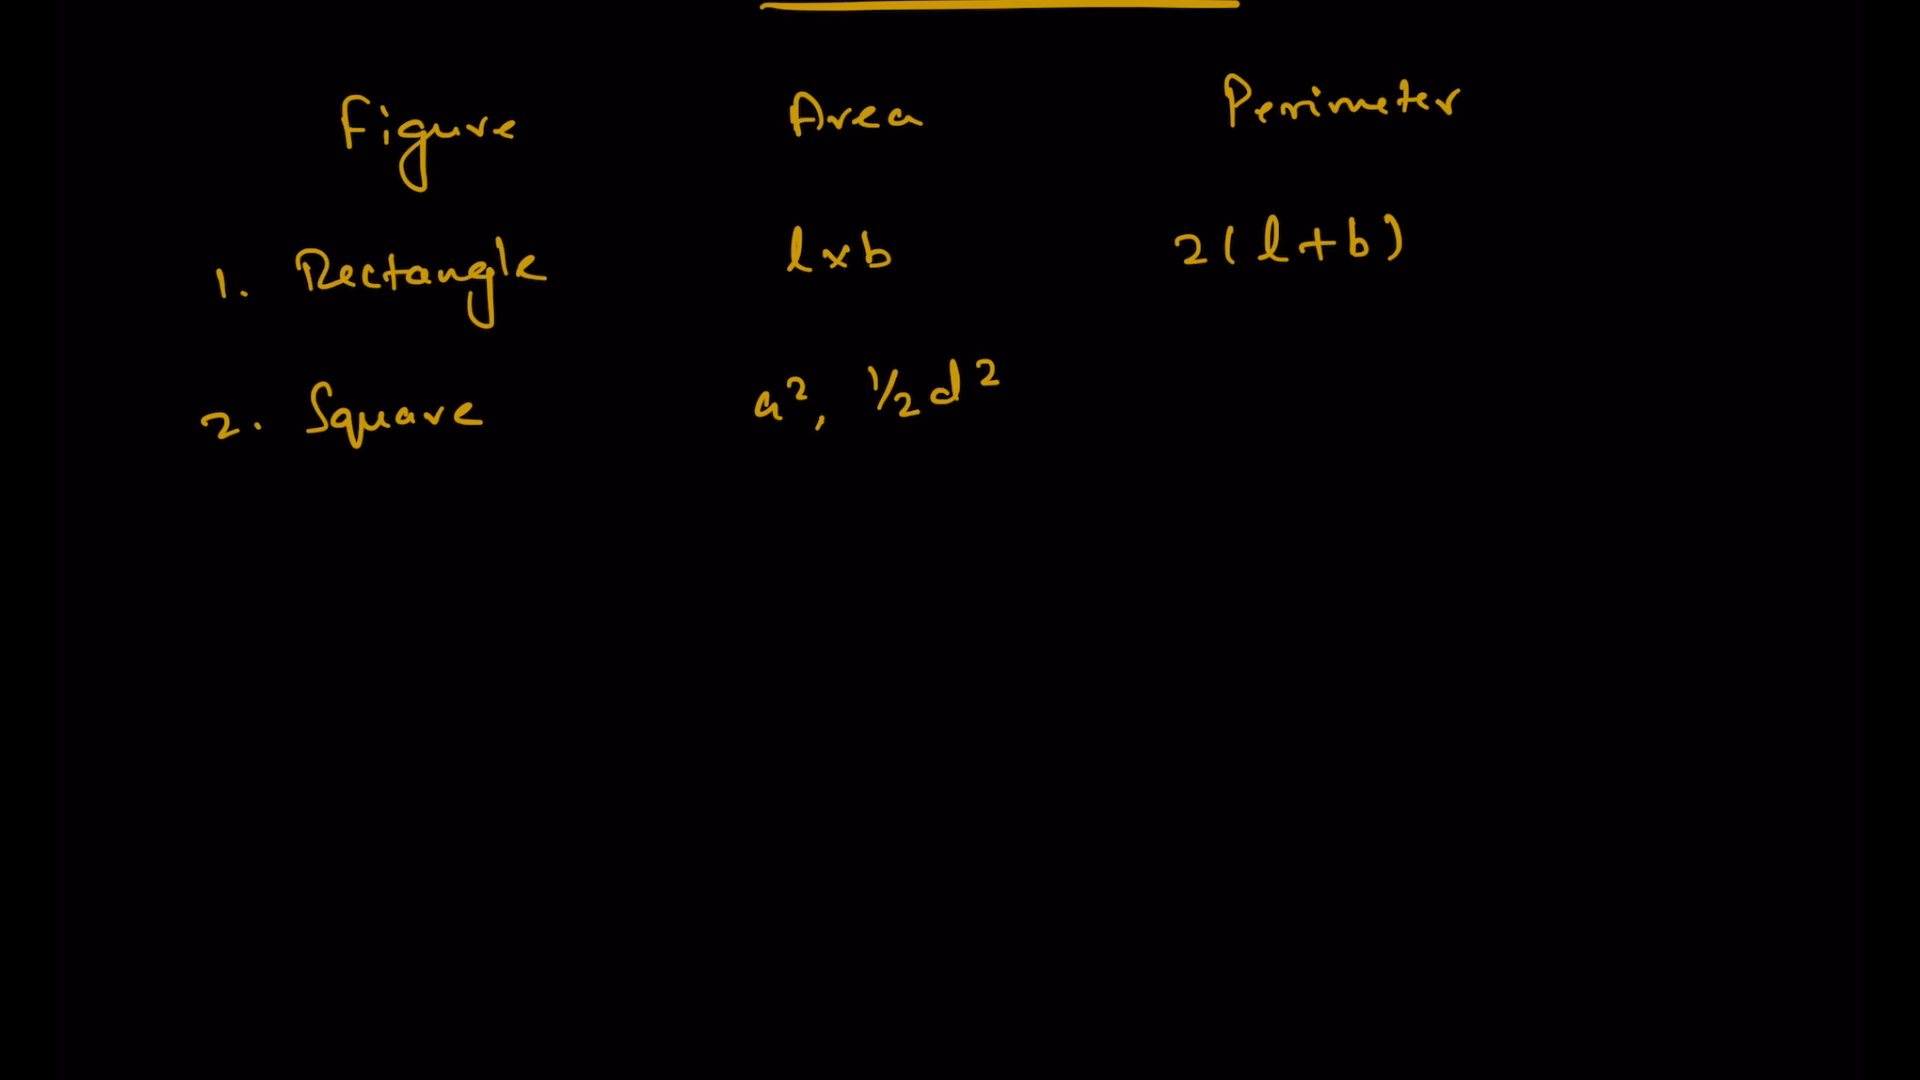 Figure Area Perimeter
1. Rectangle l×b 2(l+b)
2. Square a², ½d²